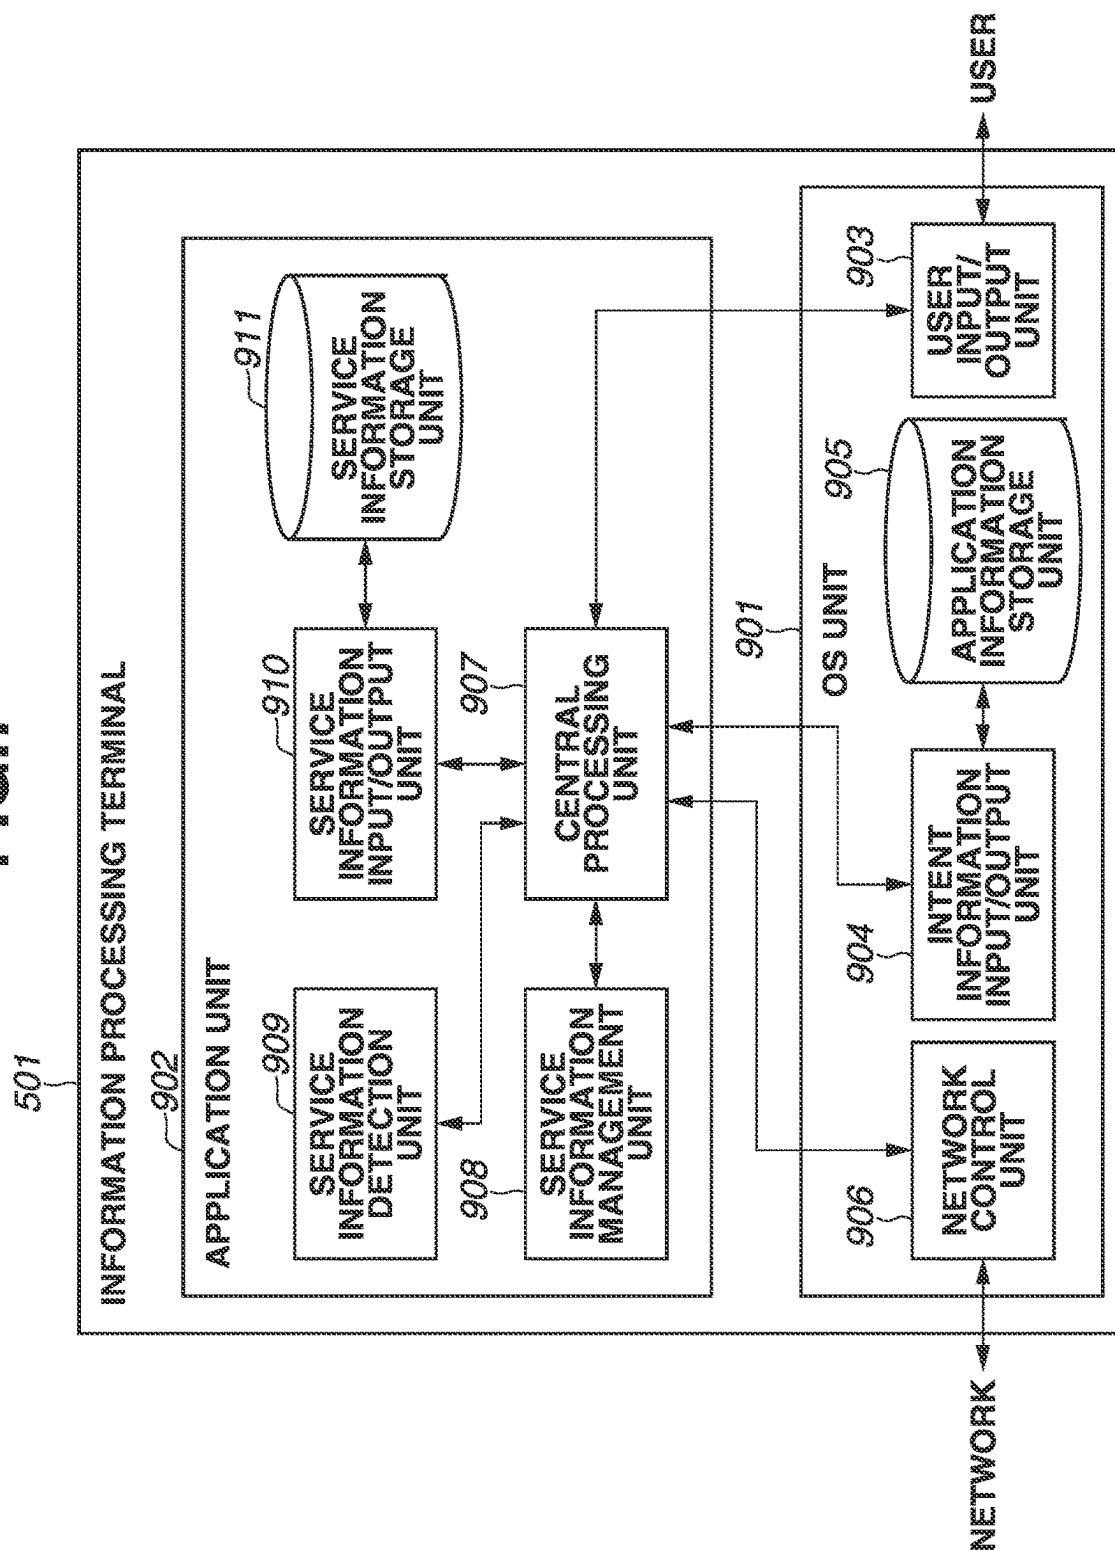 501
INFORMATION PROCESSING TERMINAL
902
APPLICATION UNIT
909
SERVICE
INFORMATION
DETECTION
UNIT
910
SERVICE
INFORMATION
INPUT/OUTPUT
UNIT
911
SERVICE
INFORMATION
STORAGE
UNIT
908
SERVICE
INFORMATION
MANAGEMENT
UNIT
907
CENTRAL
PROCESSING
UNIT
901
OS UNIT
906
NETWORK
CONTROL
UNIT
904
INTENT
INFORMATION
INPUT/OUTPUT
UNIT
905
APPLICATION
INFORMATION
STORAGE
UNIT
903
USER
INPUT/
OUTPUT
UNIT
NETWORK
USER